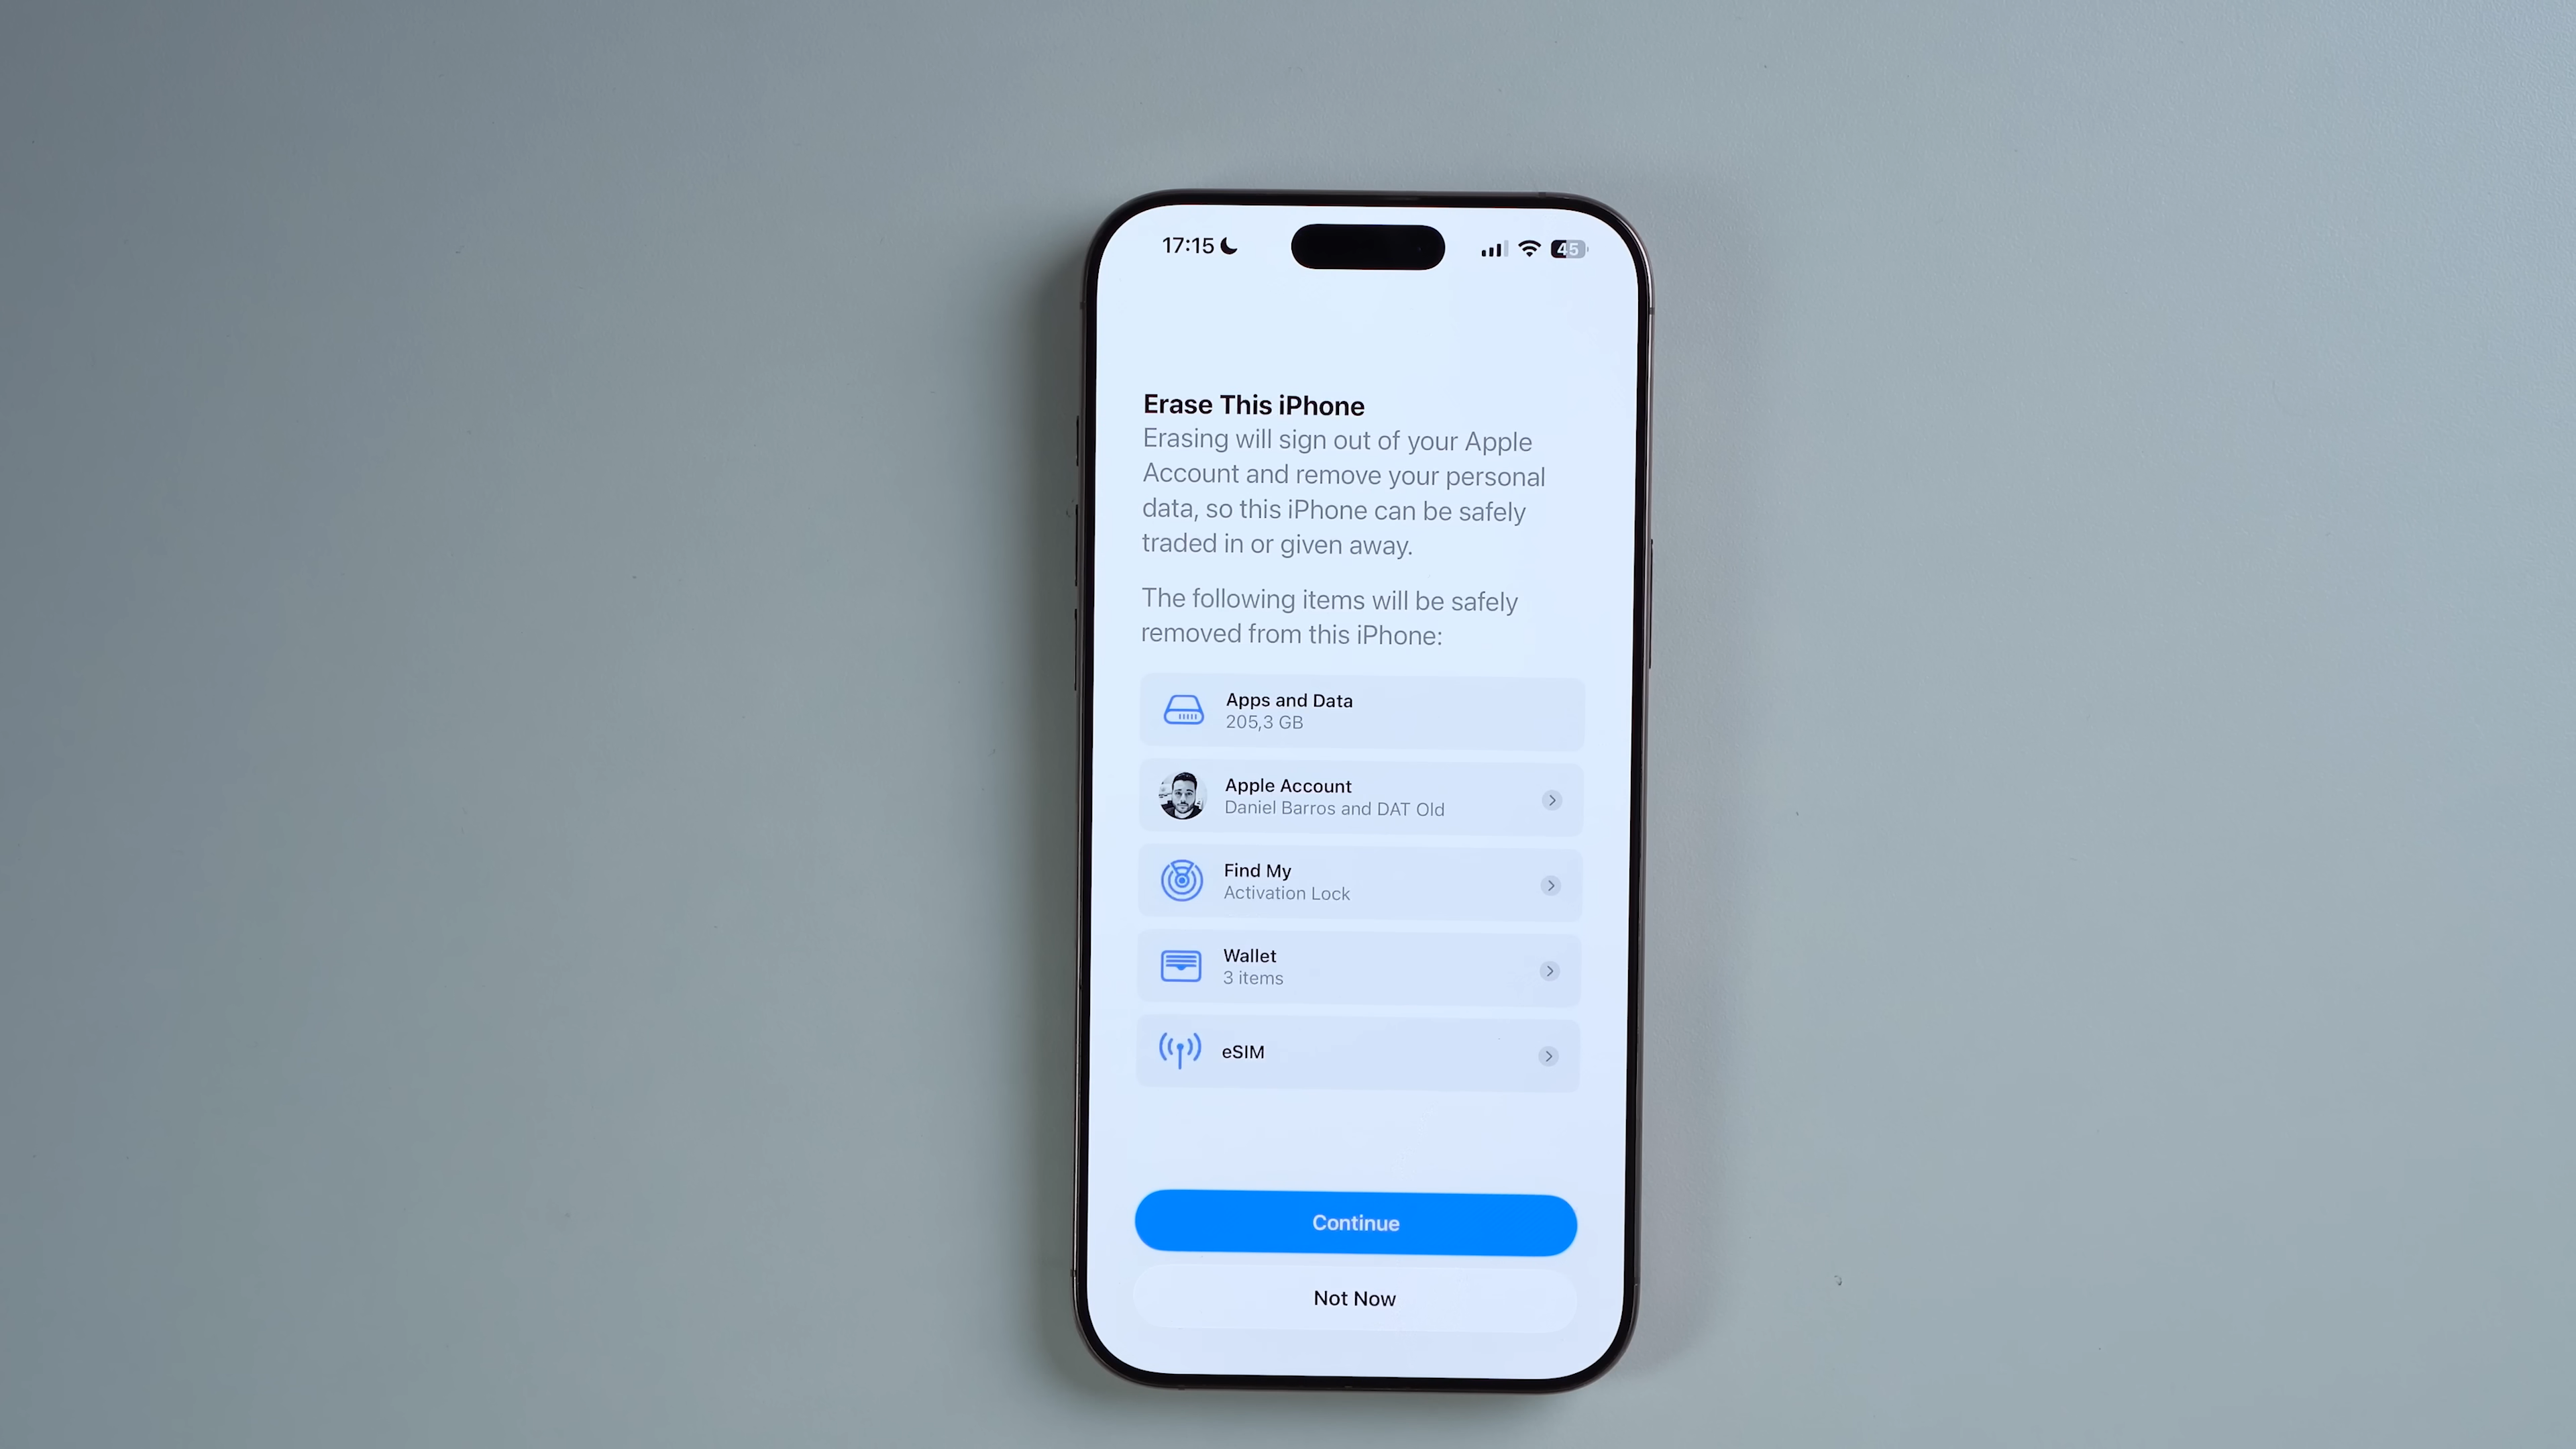 17:15
45
Erase This iPhone
Erasing will sign out of your Apple
Account and remove your personal
data, so this iPhone can be safely
traded in or given away.
The following items will be safely
removed from this iPhone:
Apps and Data
205,3 GB
Apple Account
Daniel Barros and DAT Old
Find My
Activation Lock
Wallet
3 items
eSIM
Continue
Not Now